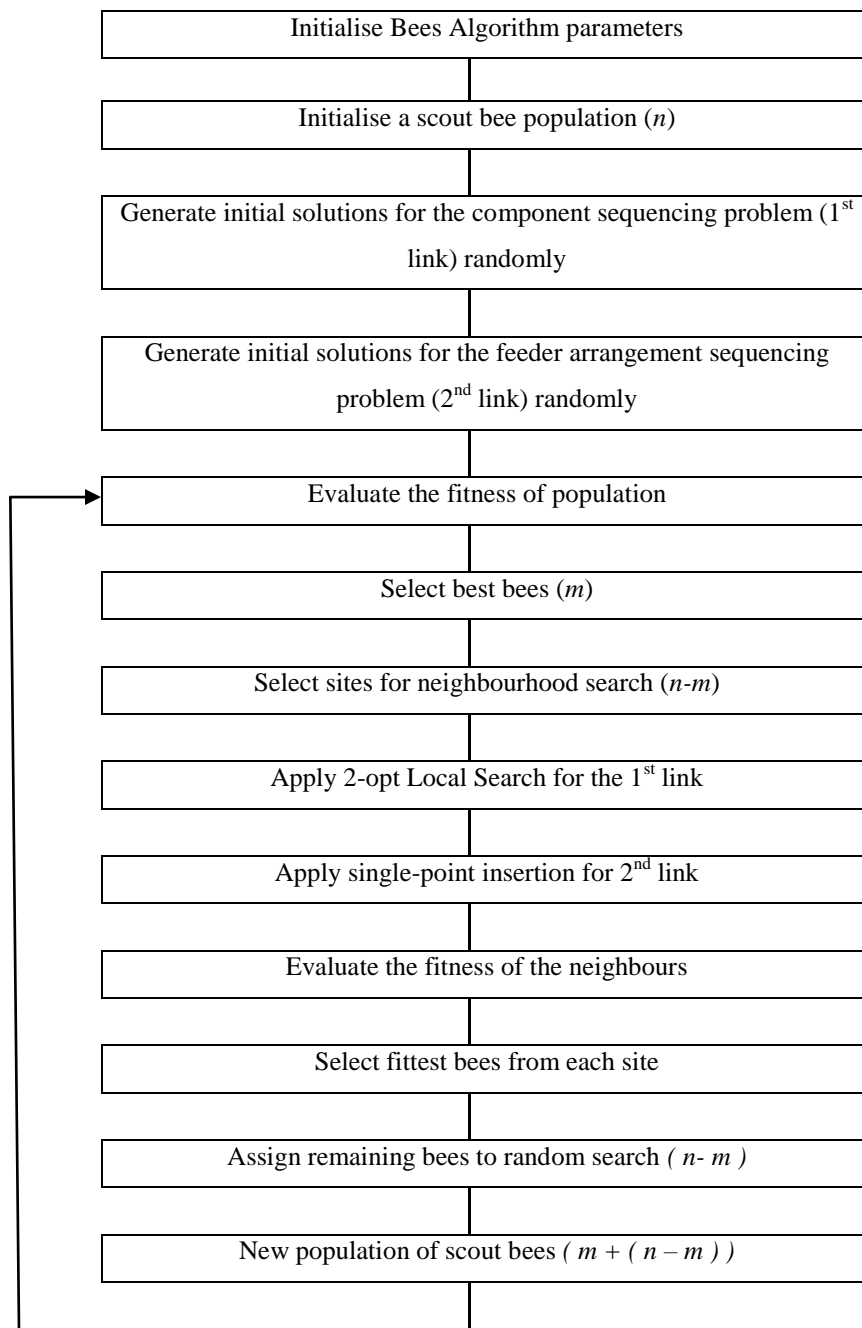 Initialise Bees Algorithm parameters
Initialise a scout bee population (n)
Generate initial solutions for the component sequencing problem (1st
link) randomly
Generate initial solutions for the feeder arrangement sequencing
problem (2nd link) randomly
Evaluate the fitness of population
Select best bees (m)
Select sites for neighbourhood search (n-m)
Apply 2-opt Local Search for the 1st link
Apply single-point insertion for 2nd link
Evaluate the fitness of the neighbours
Select fittest bees from each site
Assign remaining bees to random search ( n- m )
New population of scout bees ( m + ( n – m ) )